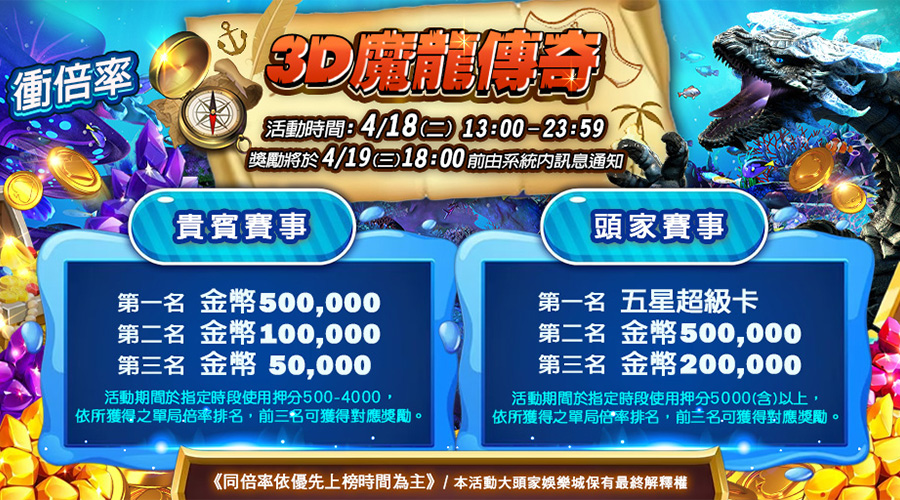 衝倍率
3D魔龍傳奇
活動時間：4/18(二) 13:00-23:59
獎勵將於4/19(三)18:00前由系統內訊息通知
貴賓賽事
第一名 金幣500,000
第二名 金幣100,000
第三名 金幣 50,000
活動期間於指定時段使用押分500-4000，
依所獲得之單局倍率排名，前三名可獲得對應獎勵。
頭家賽事
第一名 五星超級卡
第二名 金幣500,000
第三名 金幣200,000
活動期間於指定時段使用押分5000(含)以上，
依所獲得之單局倍率排名，前三名可獲得對應獎勵。
《同倍率依優先上榜時間為主》/ 本活動大頭家娛樂城保有最終解釋權